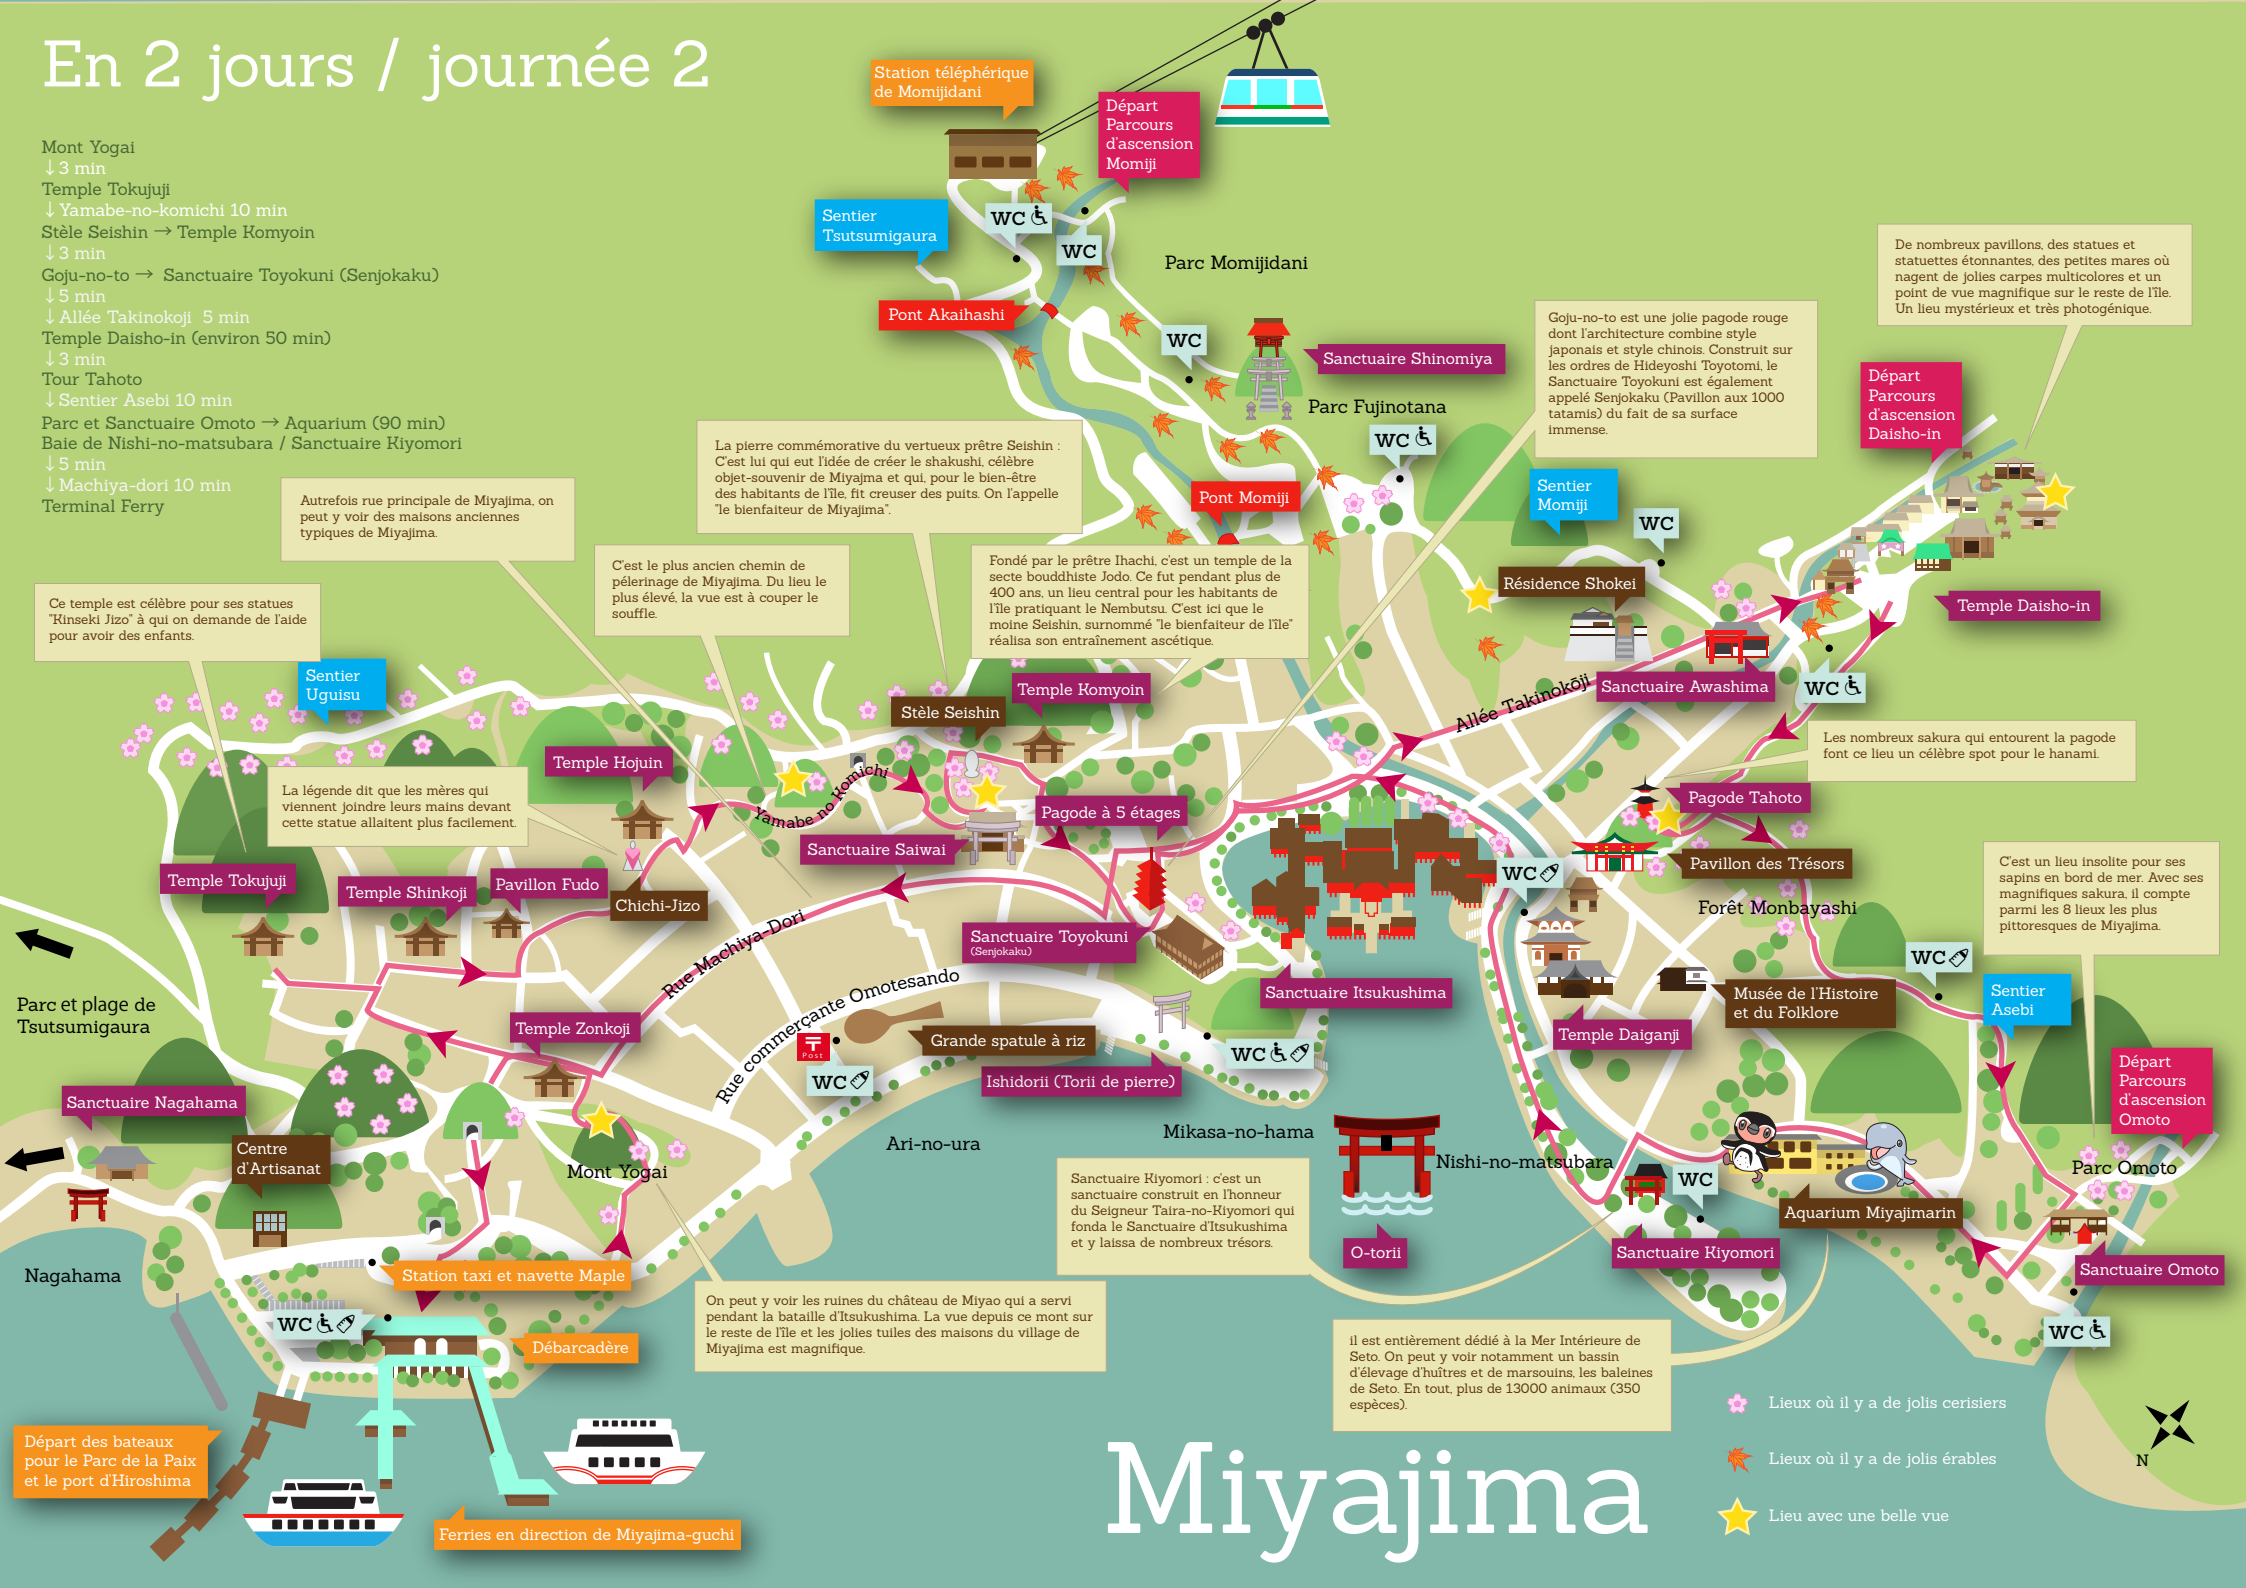 En 2 jours / journée 2
Mont Yogai
↓3 min
Temple Tokujuji
↓Yamabe-no-komichi 10 min
Stèle Seishin → Temple Komyoin
↓3 min
Goju-no-to → Sanctuaire Toyokuni (Senjokaku)
↓5 min
↓Allée Takinokoji 5 min
Temple Daisho-in (environ 50 min)
↓3 min
Tour Tahoto
↓Sentier Asebi 10 min
Parc et Sanctuaire Omoto → Aquarium (90 min)
Baie de Nishi-no-matsubara / Sanctuaire Kiyomori
↓5 min
↓Machiya-dori 10 min
Terminal Ferry
Station téléphérique
de Momijidani
Départ
Parcours
d'ascension
Momiji
Sentier
Tsutsumigaura
WC
WC
Parc Momijidani
Pont Akaihashi
WC
Sanctuaire Shinomiya
Parc Fujinotana
WC
De nombreux pavillons, des statues et
statuettes étonnantes, des petites mares où
nagent de jolies carpes multicolores et un
point de vue magnifique sur le reste de l'île.
Un lieu mystérieux et très photogénique.
Goju-no-to est une jolie pagode rouge
dont l'architecture combine style
japonais et style chinois. Construit sur
les ordres de Hideyoshi Toyotomi, le
Sanctuaire Toyokuni est également
appelé Senjokaku (Pavillon aux 1000
tatamis) du fait de sa surface
immense.
Départ
Parcours
d'ascension
Daisho-in
La pierre commémorative du vertueux prêtre Seishin :
C'est lui qui eut l'idée de créer le shakushi, célèbre
objet-souvenir de Miyajma et qui, pour le bien-être
des habitants de l'île, fit creuser des puits. On l'appelle
"le bienfaiteur de Miyajima".
Autrefois rue principale de Miyajima, on
peut y voir des maisons anciennes
typiques de Miyajima.
Pont Momiji
Sentier
Momiji
WC
C'est le plus ancien chemin de
pélerinage de Miyajima. Du lieu le
plus élevé, la vue est à couper le
souffle.
Fondé par le prêtre Ihachi, c'est un temple de la
secte bouddhiste Jodo. Ce fut pendant plus de
400 ans, un lieu central pour les habitants de
l'île pratiquant le Nembutsu. C'est ici que le
moine Seishin, surnommé "le bienfaiteur de l'île"
réalisa son entraînement ascétique.
Résidence Shokei
Temple Daisho-in
Ce temple est célèbre pour ses statues
"Kinseki Jizo" à qui on demande de l'aide
pour avoir des enfants.
Sentier
Uguisu
Stèle Seishin
Temple Komyoin
Allée Takinokōji
Sanctuaire Awashima
WC
Les nombreux sakura qui entourent la pagode
font ce lieu un célèbre spot pour le hanami.
Temple Hojuin
La légende dit que les mères qui
viennent joindre leurs mains devant
cette statue allaitent plus facilement.
Yamabe no Komichi
Pagode à 5 étages
Pagode Tahoto
Sanctuaire Saiwai
Temple Tokujuji
Temple Shinkoji
Pavillon Fudo
Chichi-Jizo
WC
Pavillon des Trésors
C'est un lieu insolite pour ses
sapins en bord de mer. Avec ses
magnifiques sakura, il compte
parmi les 8 lieux les plus
pittoresques de Miyajima.
Forêt Monbayashi
Rue Machiya-Dori
Sanctuaire Toyokuni
(Senjokaku)
WC
Parc et plage de
Tsutsumigaura
Rue commerçante Omotesando
Sanctuaire Itsukushima
Musée de l'Histoire
et du Folklore
Sentier
Asebi
Temple Zonkoji
Post
Grande spatule à riz
WC
Temple Daiganji
WC
Ishidorii (Torii de pierre)
Départ
Parcours
d'ascension
Omoto
Sanctuaire Nagahama
Centre
d'Artisanat
Mont Yogai
Ari-no-ura
Mikasa-no-hama
Nishi-no-matsubara
Parc Omoto
Sanctuaire Kiyomori : c'est un
sanctuaire construit en l'honneur
du Seigneur Taira-no-Kiyomori qui
fonda le Sanctuaire d'Itsukushima
et y laissa de nombreux trésors.
WC
Aquarium Miyajimarin
O-torii
Sanctuaire Kiyomori
Sanctuaire Omoto
Nagahama
Station taxi et navette Maple
WC
On peut y voir les ruines du château de Miyao qui a servi
pendant la bataille d'Itsukushima. La vue depuis ce mont sur
le reste de l'île et les jolies tuiles des maisons du village de
Miyajima est magnifique.
WC
Débarcadère
il est entièrement dédié à la Mer Intérieure de
Seto. On peut y voir notamment un bassin
d'élevage d'huîtres et de marsouins, les baleines
de Seto. En tout, plus de 13000 animaux (350
espèces).
Lieux où il y a de jolis cerisiers
Départ des bateaux
pour le Parc de la Paix
et le port d'Hiroshima
Lieux où il y a de jolis érables
N
Miyajima
Lieu avec une belle vue
Ferries en direction de Miyajima-guchi